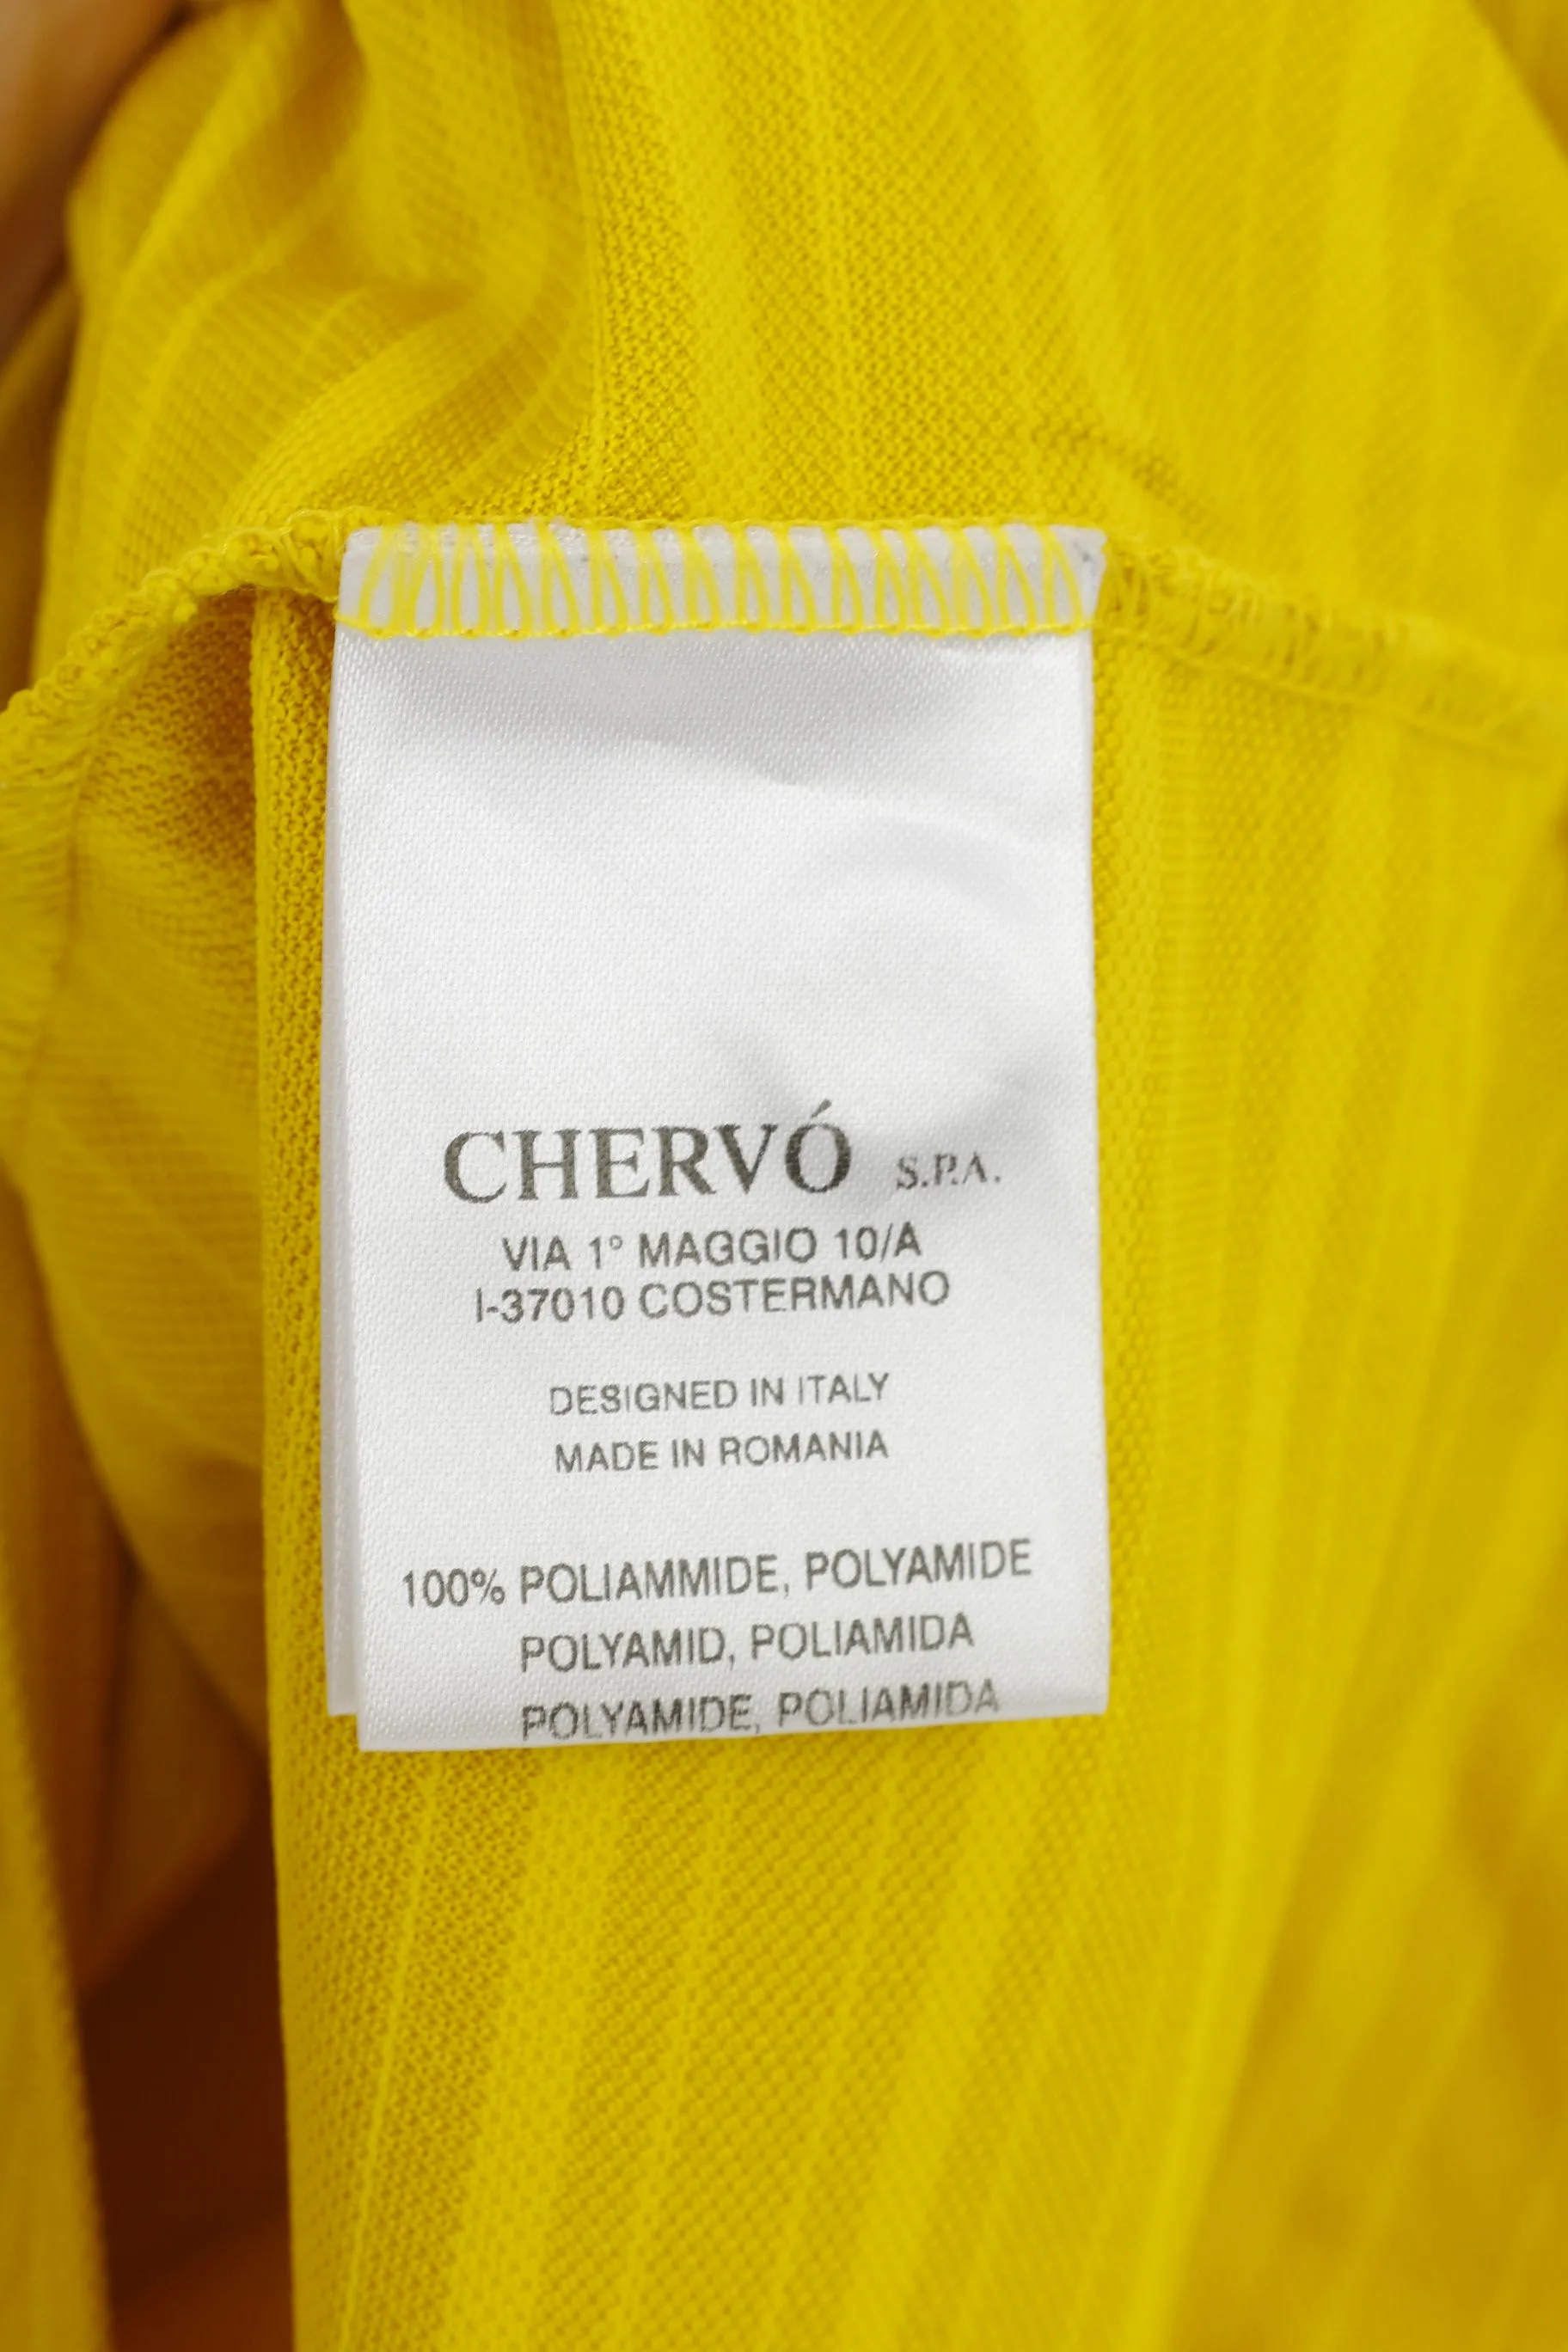 CHERVÓ S.P.A.
VIA 1° MAGGIO 10/A
I-37010 COSTERMANO
DESIGNED IN ITALY
MADE IN ROMANIA
100% POLIAMMIDE, POLYAMIDE
POLYAMID, POLIAMIDA
POLYAMIDE, POLIAMIDA